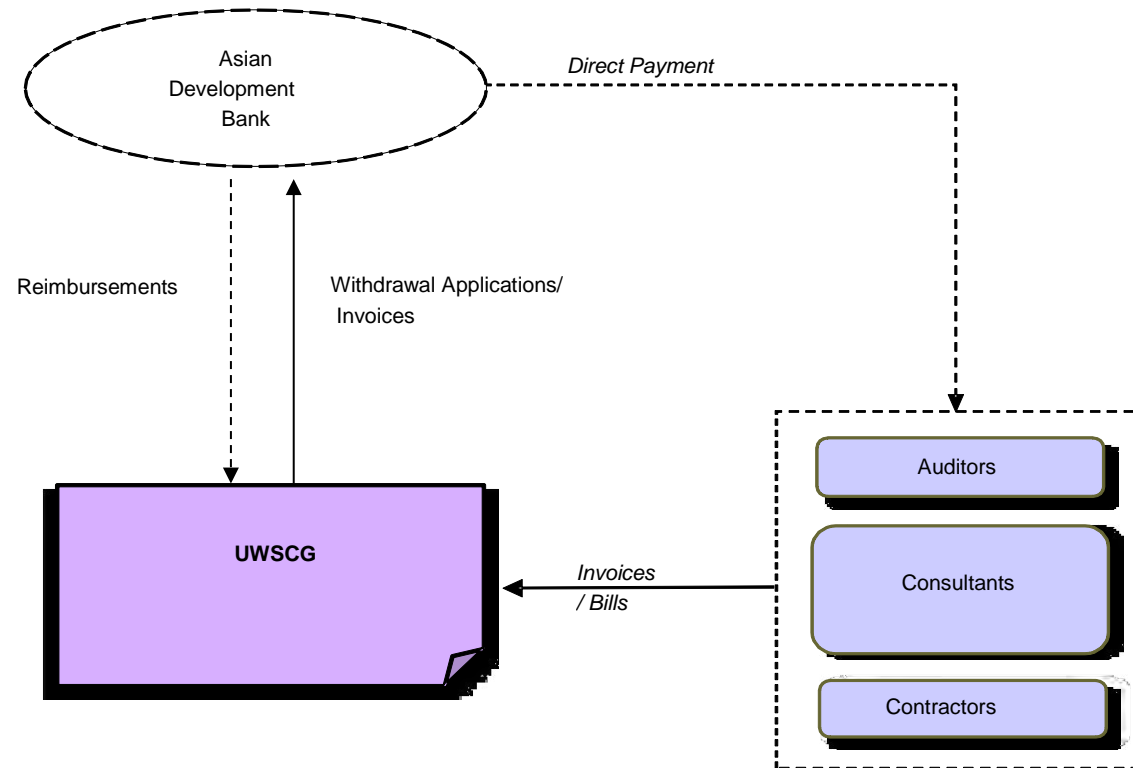 Asian
Development
Bank
Direct Payment
Reimbursements
Withdrawal Applications/
Invoices
Auditors
UWSCG
Invoices
/ Bills
Consultants
Contractors